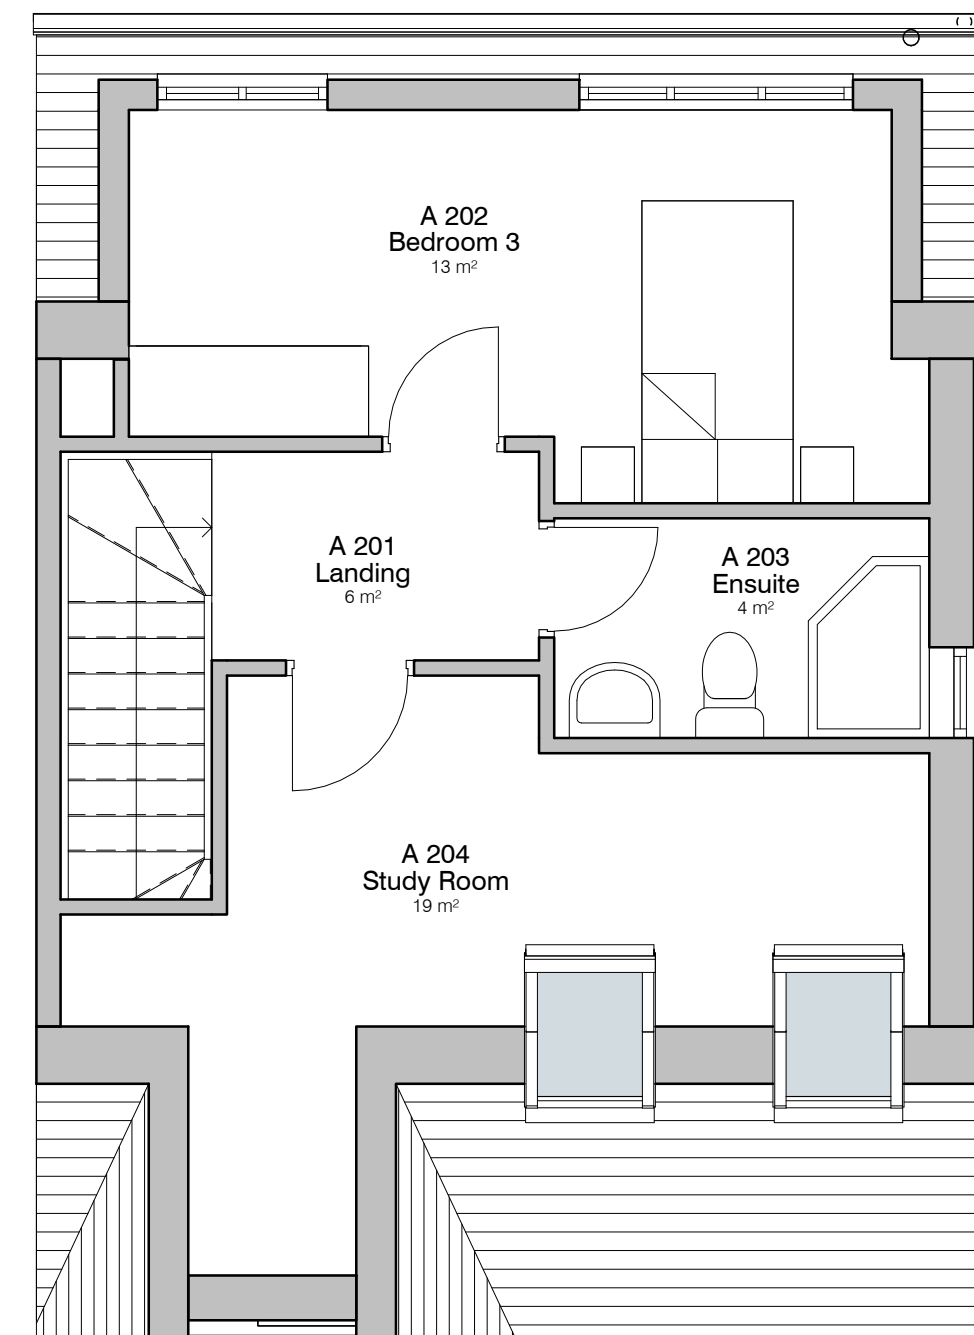 A 202
Bedroom 3
13 m²
A 201
Landing
6 m²
A 203
Ensuite
4 m²
A 204
Study Room
19 m²